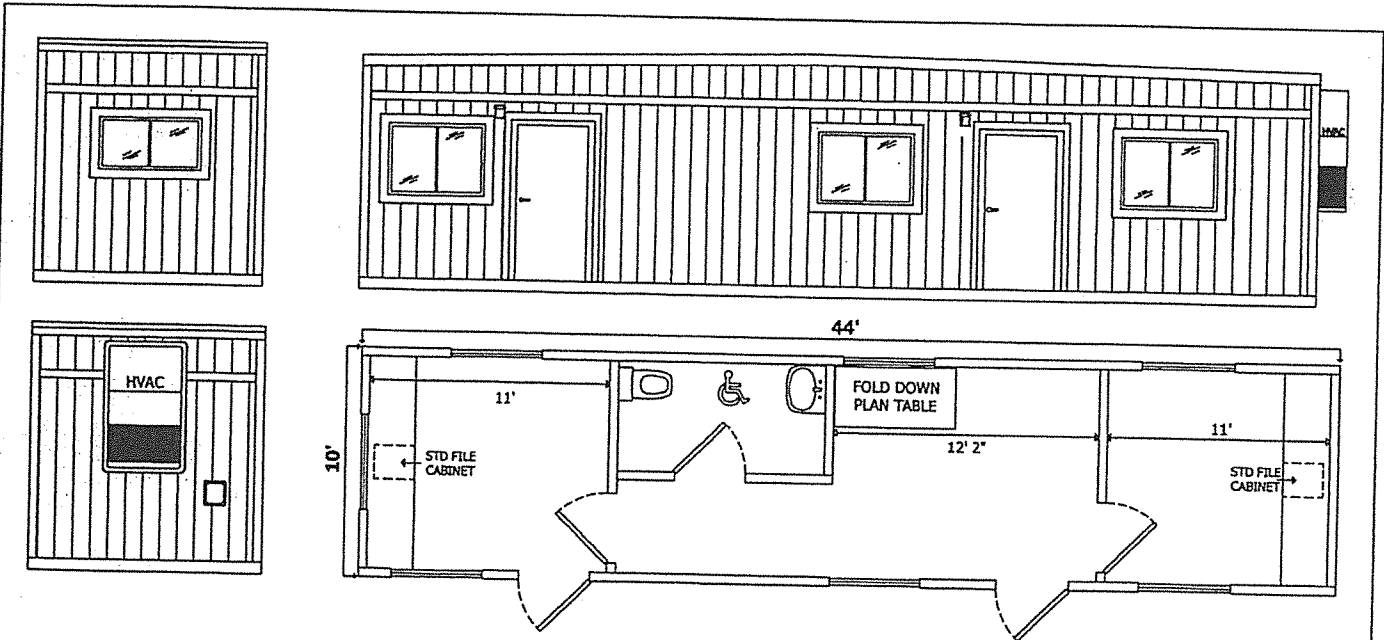 HVAC
HVAC
44'
10'
11'
STD FILE
CABINET
FOLD DOWN
PLAN TABLE
12' 2"
11'
STD FILE
CABINET